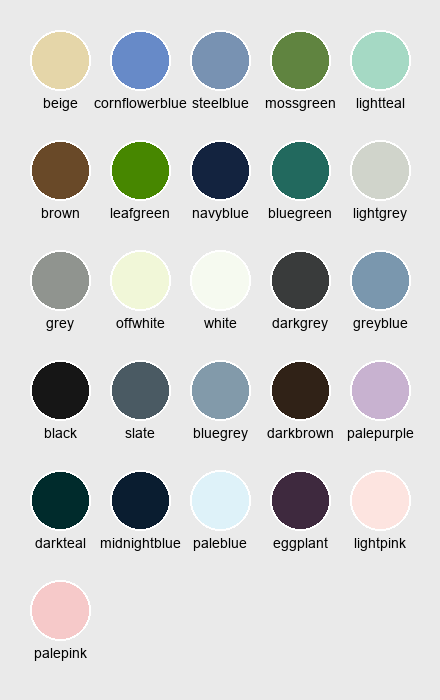 beige cornflowerblue steelblue mossgreen lightteal
brown leafgreen navyblue bluegreen lightgrey
grey offwhite white darkgrey greyblue
black slate bluegrey darkbrown palepurple
darkteal midnightblue paleblue eggplant lightpink
palepink